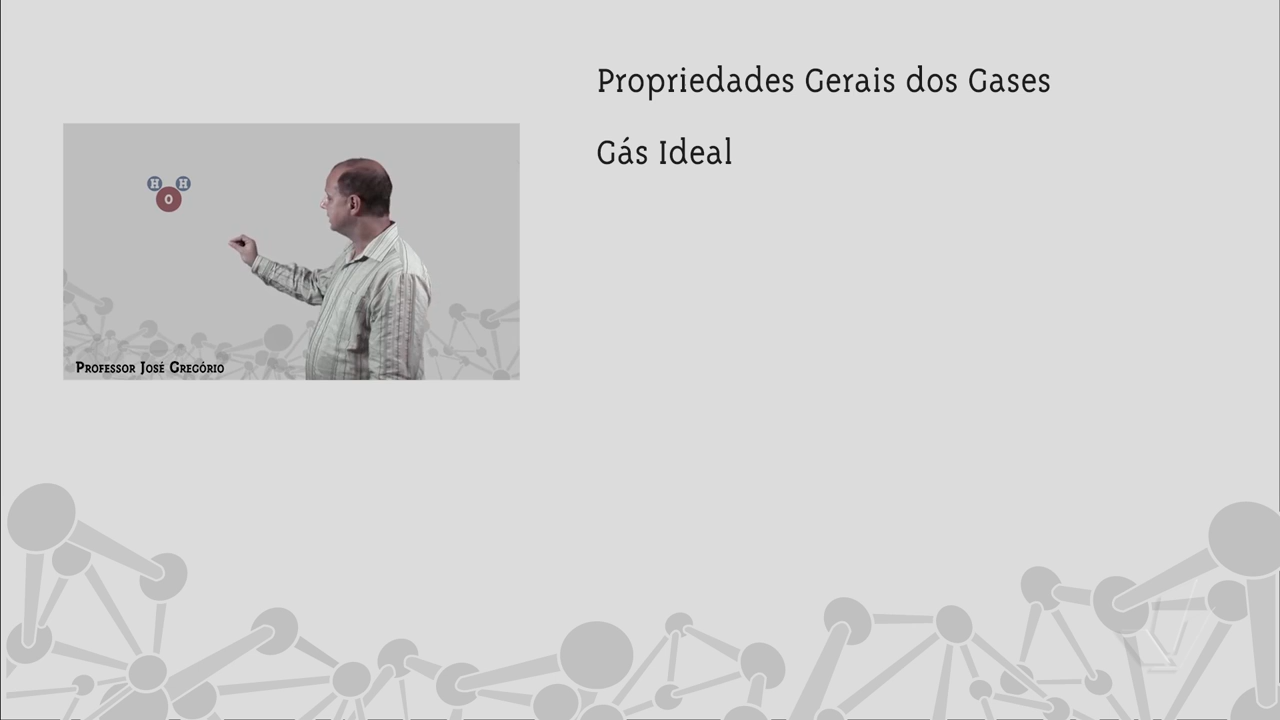 Propriedades Gerais dos Gases
Gás Ideal
H H
O
Professor José Gregório